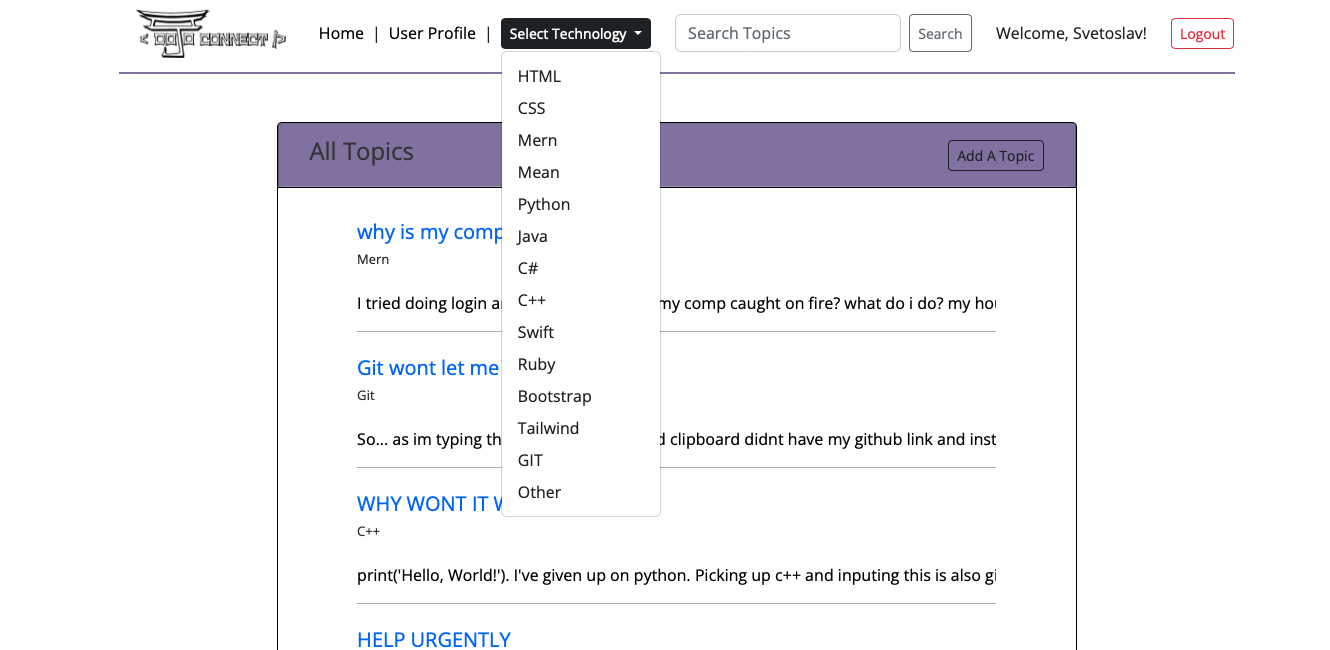 < DOJO CONNECT />
Home | User Profile | Select Technology Search Topics Search Welcome, Svetoslav! Logout
HTML
CSS
Mern
Mean
Python
Java
C#
C++
Swift
Ruby
Bootstrap
Tailwind
GIT
Other
All Topics
Add A Topic
why is my comp
Mern
I tried doing login my comp caught on fire? what do i do? my
Git wont let me
Git
So... as im typing clipboard didnt have my github link and
WHY WONT IT
C++
print('Hello, World!'). I've given up on python. Picking up c++ and inputing this is also
HELP URGENTLY